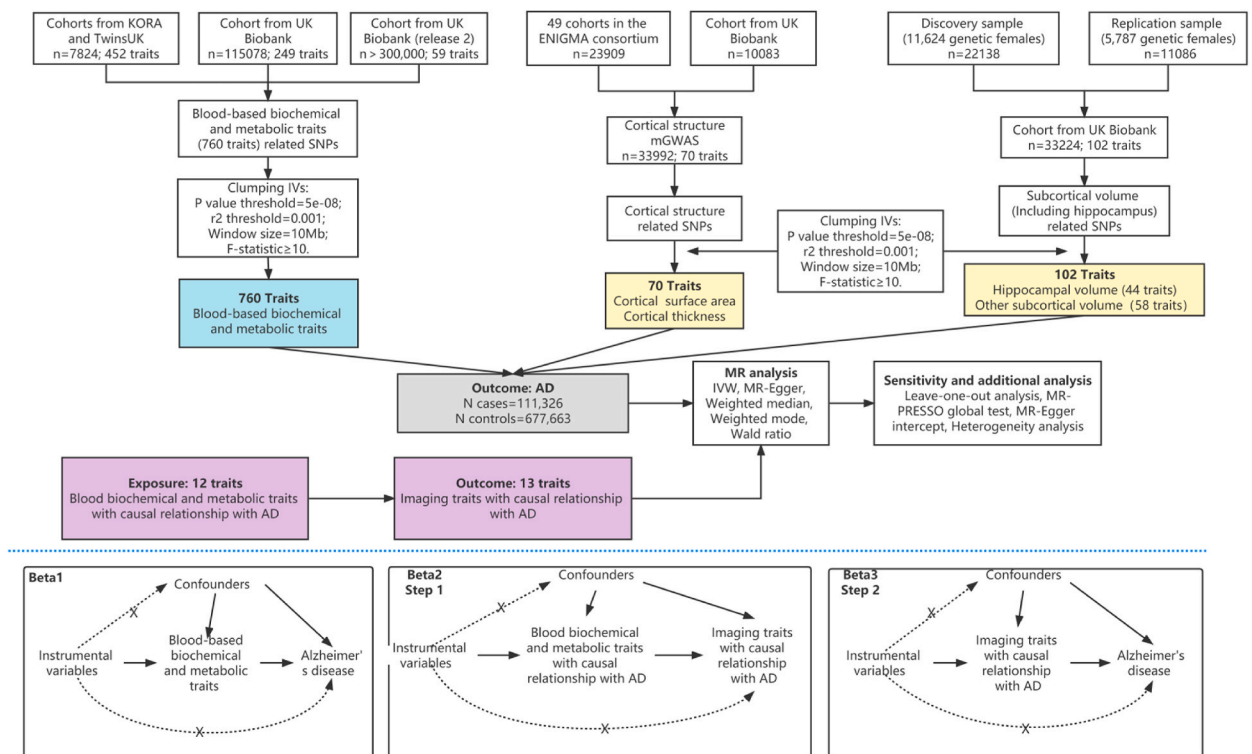 Cohorts from KORA
and TwinsUK
n=7824; 452 traits
Cohort from UK
Biobank
n=115078; 249 traits
Cohort from UK
Biobank (release 2)
n > 300,000; 59 traits
49 cohorts in the
ENIGMA consortium
n=23909
Cohort from UK
Biobank
n=10083
Discovery sample
(11,624 genetic females)
n=22138
Replication sample
(5,787 genetic females)
n=11086
Blood-based biochemical
and metabolic traits
(760 traits) related SNPs
Cortical structure
mGWAS
n=33992; 70 traits
Cohort from UK Biobank
n=33224; 102 traits
Clumping IVs:
P value threshold=5e-08;
r2 threshold=0.001;
Window size=10Mb;
F-statistic≥10.
Cortical structure
related SNPs
Clumping IVs:
P value threshold=5e-08;
r2 threshold=0.001;
Window size=10Mb;
F-statistic≥10.
Subcortical volume
(Including hippocampus)
related SNPs
760 Traits
Blood-based biochemical
and metabolic traits
70 Traits
Cortical surface area
Cortical thickness
102 Traits
Hippocampal volume (44 traits)
Other subcortical volume (58 traits)
Outcome: AD
N cases=111,326
N controls=677,663
MR analysis
IVW, MR-Egger,
Weighted median,
Weighted mode,
Wald ratio
Sensitivity and additional analysis
Leave-one-out analysis, MR-
PRESSO global test, MR-Egger
intercept, Heterogeneity analysis
Exposure: 12 traits
Blood biochemical and metabolic traits
with causal relationship with AD
Outcome: 13 traits
Imaging traits with causal relationship
with AD
Beta1
Confounders
X
Instrumental
variables
Blood-based
biochemical
and metabolic
traits
Alzheimer'
s disease
X
Beta2
Step 1
Confounders
X
Instrumental
variables
Blood biochemical
and metabolic traits
with causal
relationship with AD
Imaging traits
with causal
relationship
with AD
X
Beta3
Step 2
Confounders
X
Instrumental
variables
Imaging traits
with causal
relationship
with AD
Alzheimer's
disease
X